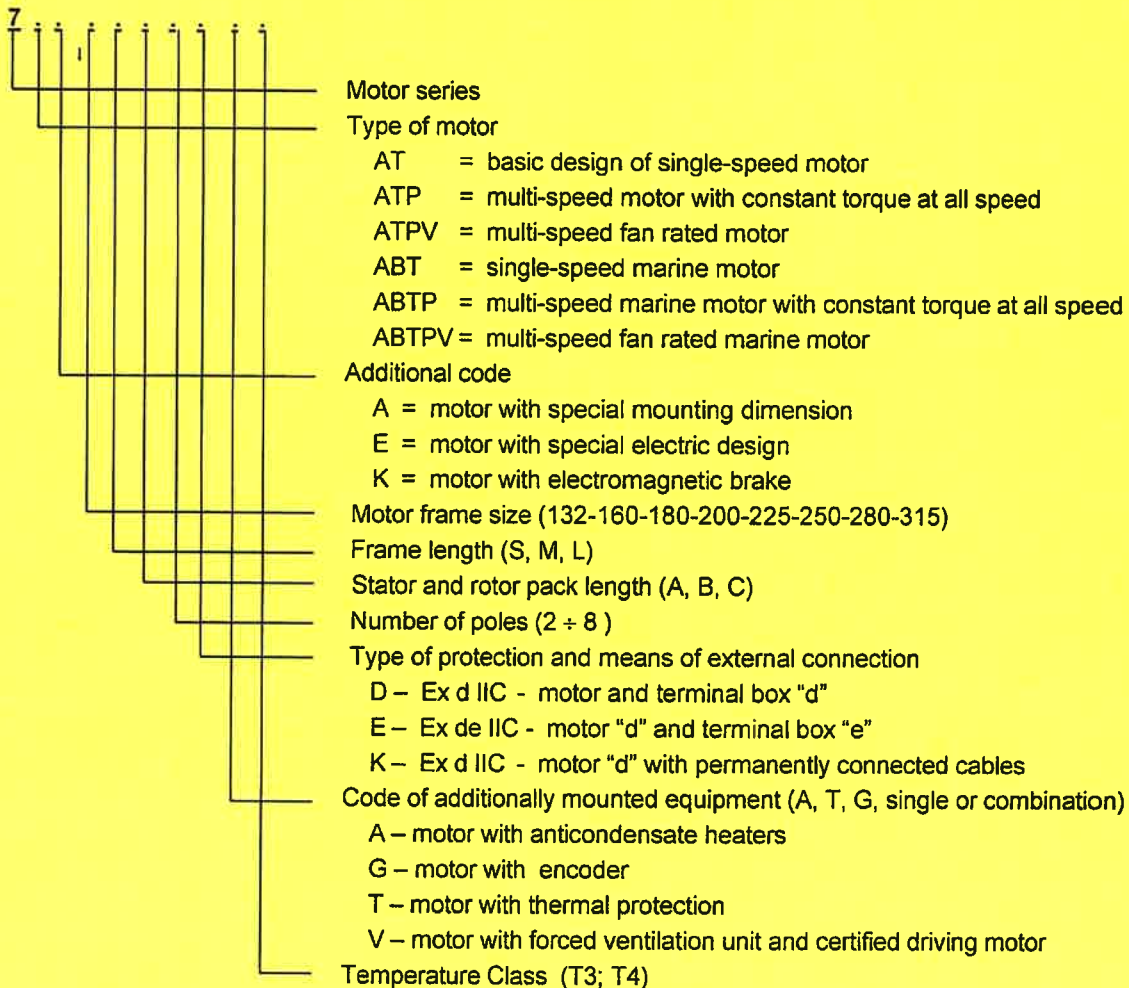 7 . . . . . . . . .
Motor series
Type of motor
AT = basic design of single-speed motor
ATP = multi-speed motor with constant torque at all speed
ATPV = multi-speed fan rated motor
ABT = single-speed marine motor
ABTP = multi-speed marine motor with constant torque at all speed
ABTPV = multi-speed fan rated marine motor
Additional code
A = motor with special mounting dimension
E = motor with special electric design
K = motor with electromagnetic brake
Motor frame size (132-160-180-200-225-250-280-315)
Frame length (S, M, L)
Stator and rotor pack length (A, B, C)
Number of poles (2 ÷ 8 )
Type of protection and means of external connection
D – Ex d IIC - motor and terminal box “d”
E – Ex de IIC - motor “d” and terminal box “e”
K – Ex d IIC - motor “d” with permanently connected cables
Code of additionally mounted equipment (A, T, G, single or combination)
A – motor with anticondensate heaters
G – motor with encoder
T – motor with thermal protection
V – motor with forced ventilation unit and certified driving motor
Temperature Class (T3; T4)